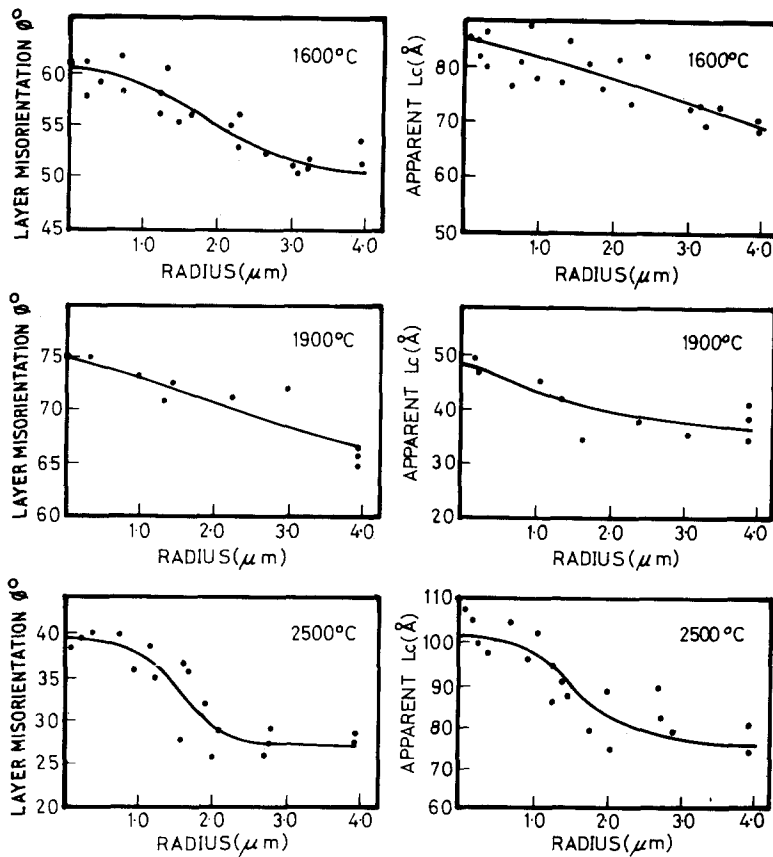 LAYER MISORIENTATION ø°
60
55
50
45
1600°C
1·0 2·0 3·0 4·0
RADIUS(μm)
APPARENT Lc(Å)
80
70
60
50
1600°C
1·0 2·0 3·0 4·0
RADIUS(μm)
LAYER MISORIENTATION ø°
75
70
65
60
1900°C
1·0 2·0 3·0 4·0
RADIUS(μm)
APPARENT Lc(Å)
50
40
30
20
1900°C
1·0 2·0 3·0 4·0
RADIUS(μm)
LAYER MISORIENTATION ø°
40
35
30
25
20
2500°C
1·0 2·0 3·0 4·0
RADIUS(μm)
APPARENT Lc(Å)
110
100
90
80
70
60
2500°C
1·0 2·0 3·0 4·0
RADIUS(μm)